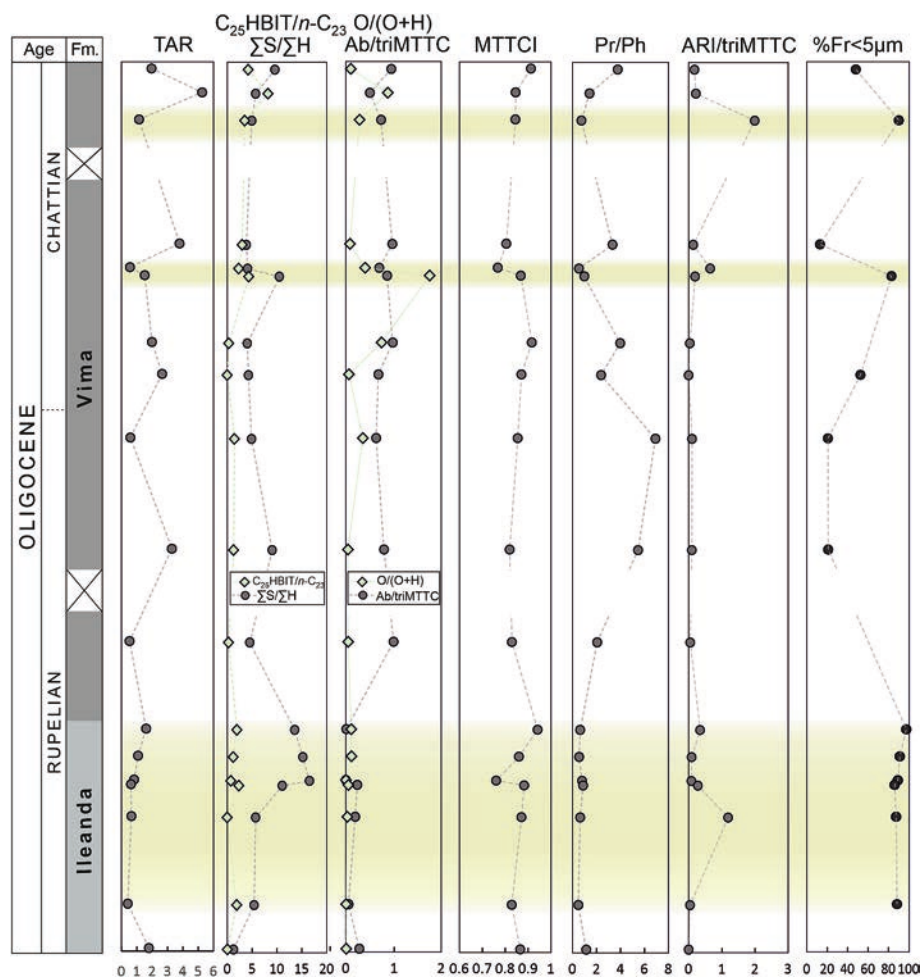 C₂₅HBIT/n-C₂₃ O/(O+H)
Age Fm. TAR ∑S/∑H Ab/triMTTC MTTCI Pr/Ph ARI/triMTTC %Fr<5µm
OLIGOCENE
CHATTIAN
RUPELIAN
Vima
Ileanda
C₂₅HBIT/n-C₂₃
∑S/∑H
O/(O+H)
Ab/triMTTC
0 1 2 3 4 5 6 0 5 10 15 20 0 1 2 0.6 0.7 0.8 0.9 1 0 2 4 6 8 0 1 2 3 0 20 40 60 80 100